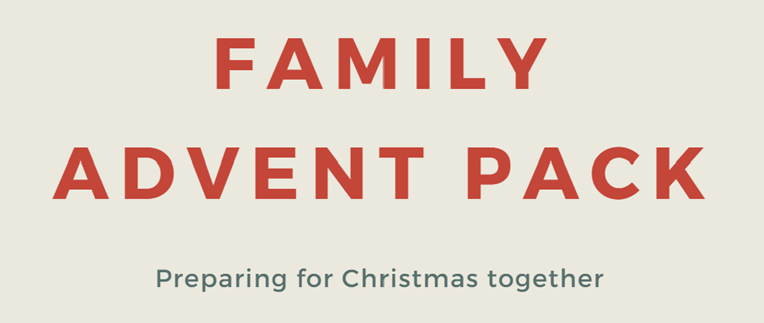 FAMILY
ADVENT PACK
Preparing for Christmas together